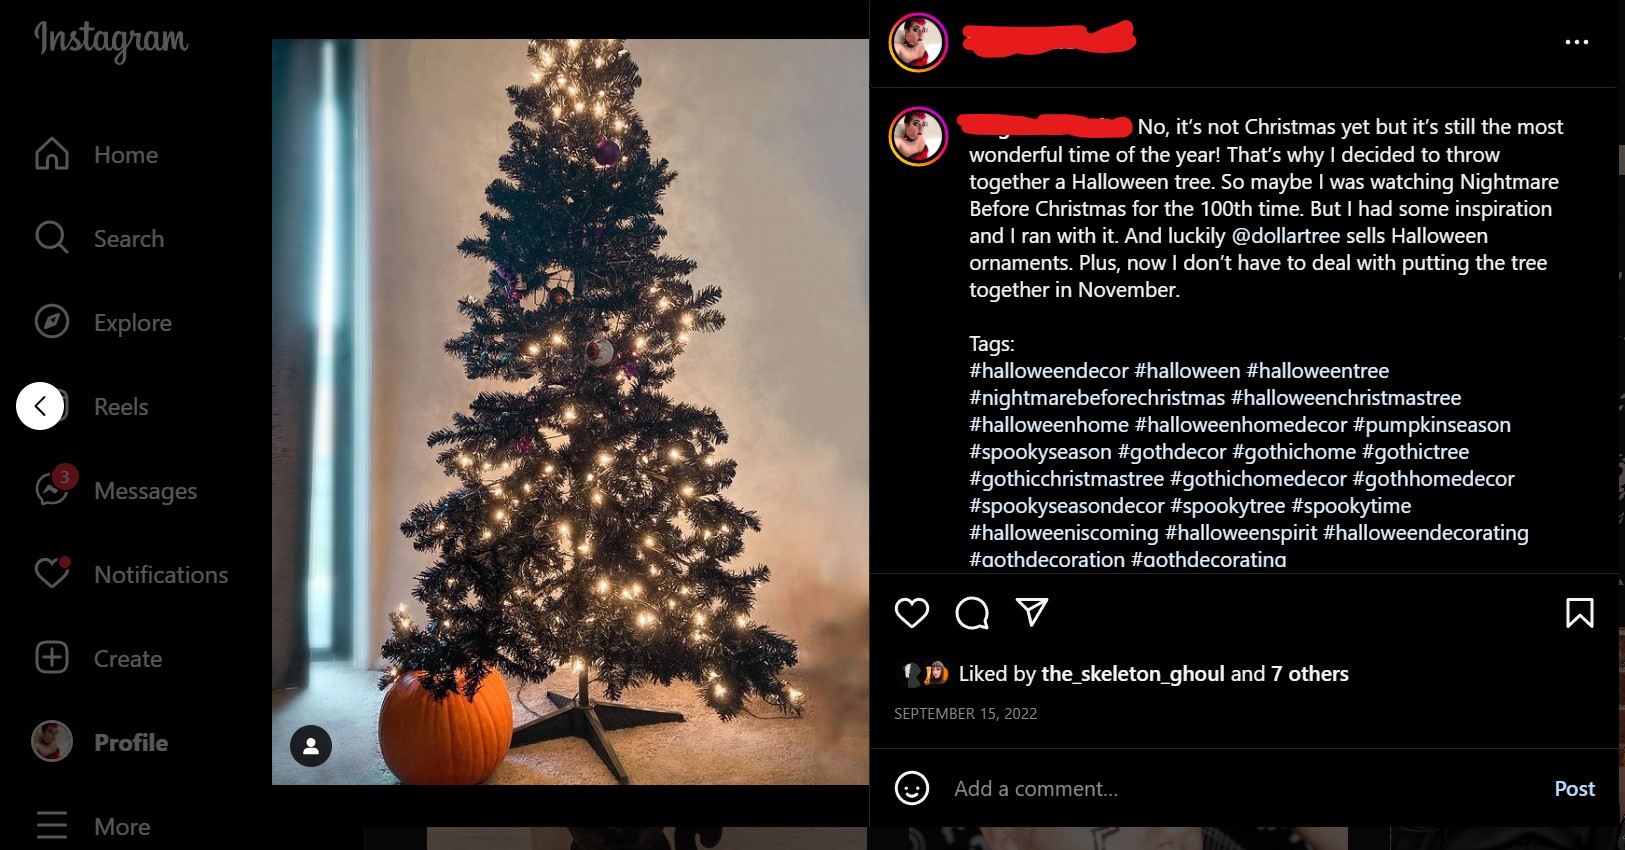 Instagram
Home
Search
Explore
Reels
3
Messages
Notifications
Create
Profile
More
No, it’s not Christmas yet but it’s still the most
wonderful time of the year! That’s why I decided to throw
together a Halloween tree. So maybe I was watching Nightmare
Before Christmas for the 100th time. But I had some inspiration
and I ran with it. And luckily @dollartree sells Halloween
ornaments. Plus, now I don’t have to deal with putting the tree
together in November.
Tags:
#halloweendecor #halloween #halloweentree
#nightmarebeforechristmas #halloweenchristmastree
#halloweenhome #halloweenhomedecor #pumpkinseason
#spookyseason #gothdecor #gothichome #gothictree
#gothicchristmastree #gothichomedecor #gothhomedecor
#spookyseasondecor #spookytree #spookytime
#halloweeniscoming #halloweenspirit #halloweendecorating
#gothdecoration #gothdecorating
Liked by the_skeleton_ghoul and 7 others
SEPTEMBER 15, 2022
Add a comment...
Post